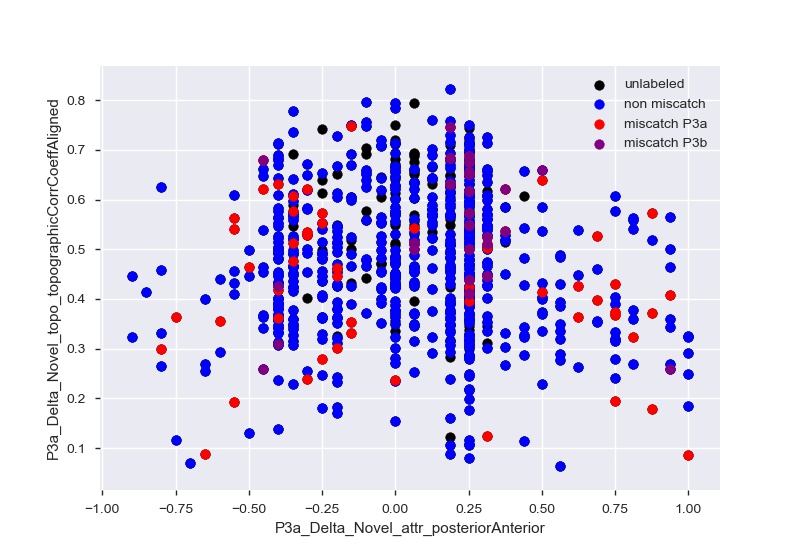 unlabeled
non miscatch
miscatch P3a
miscatch P3b
P3a_Delta_Novel_topo_topographicCorrCoeffAligned
0.8
0.7
0.6
0.5
0.4
0.3
0.2
0.1
−1.00 −0.75 −0.50 −0.25 0.00 0.25 0.50 0.75 1.00
P3a_Delta_Novel_attr_posteriorAnterior